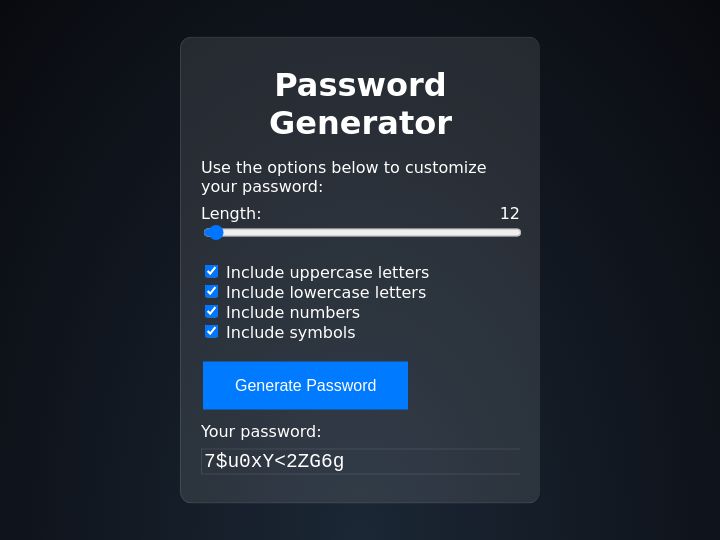 Password
Generator
Use the options below to customize
your password:
Length: 12
Include uppercase letters
Include lowercase letters
Include numbers
Include symbols
Generate Password
Your password:
7$u0xY<2ZG6g